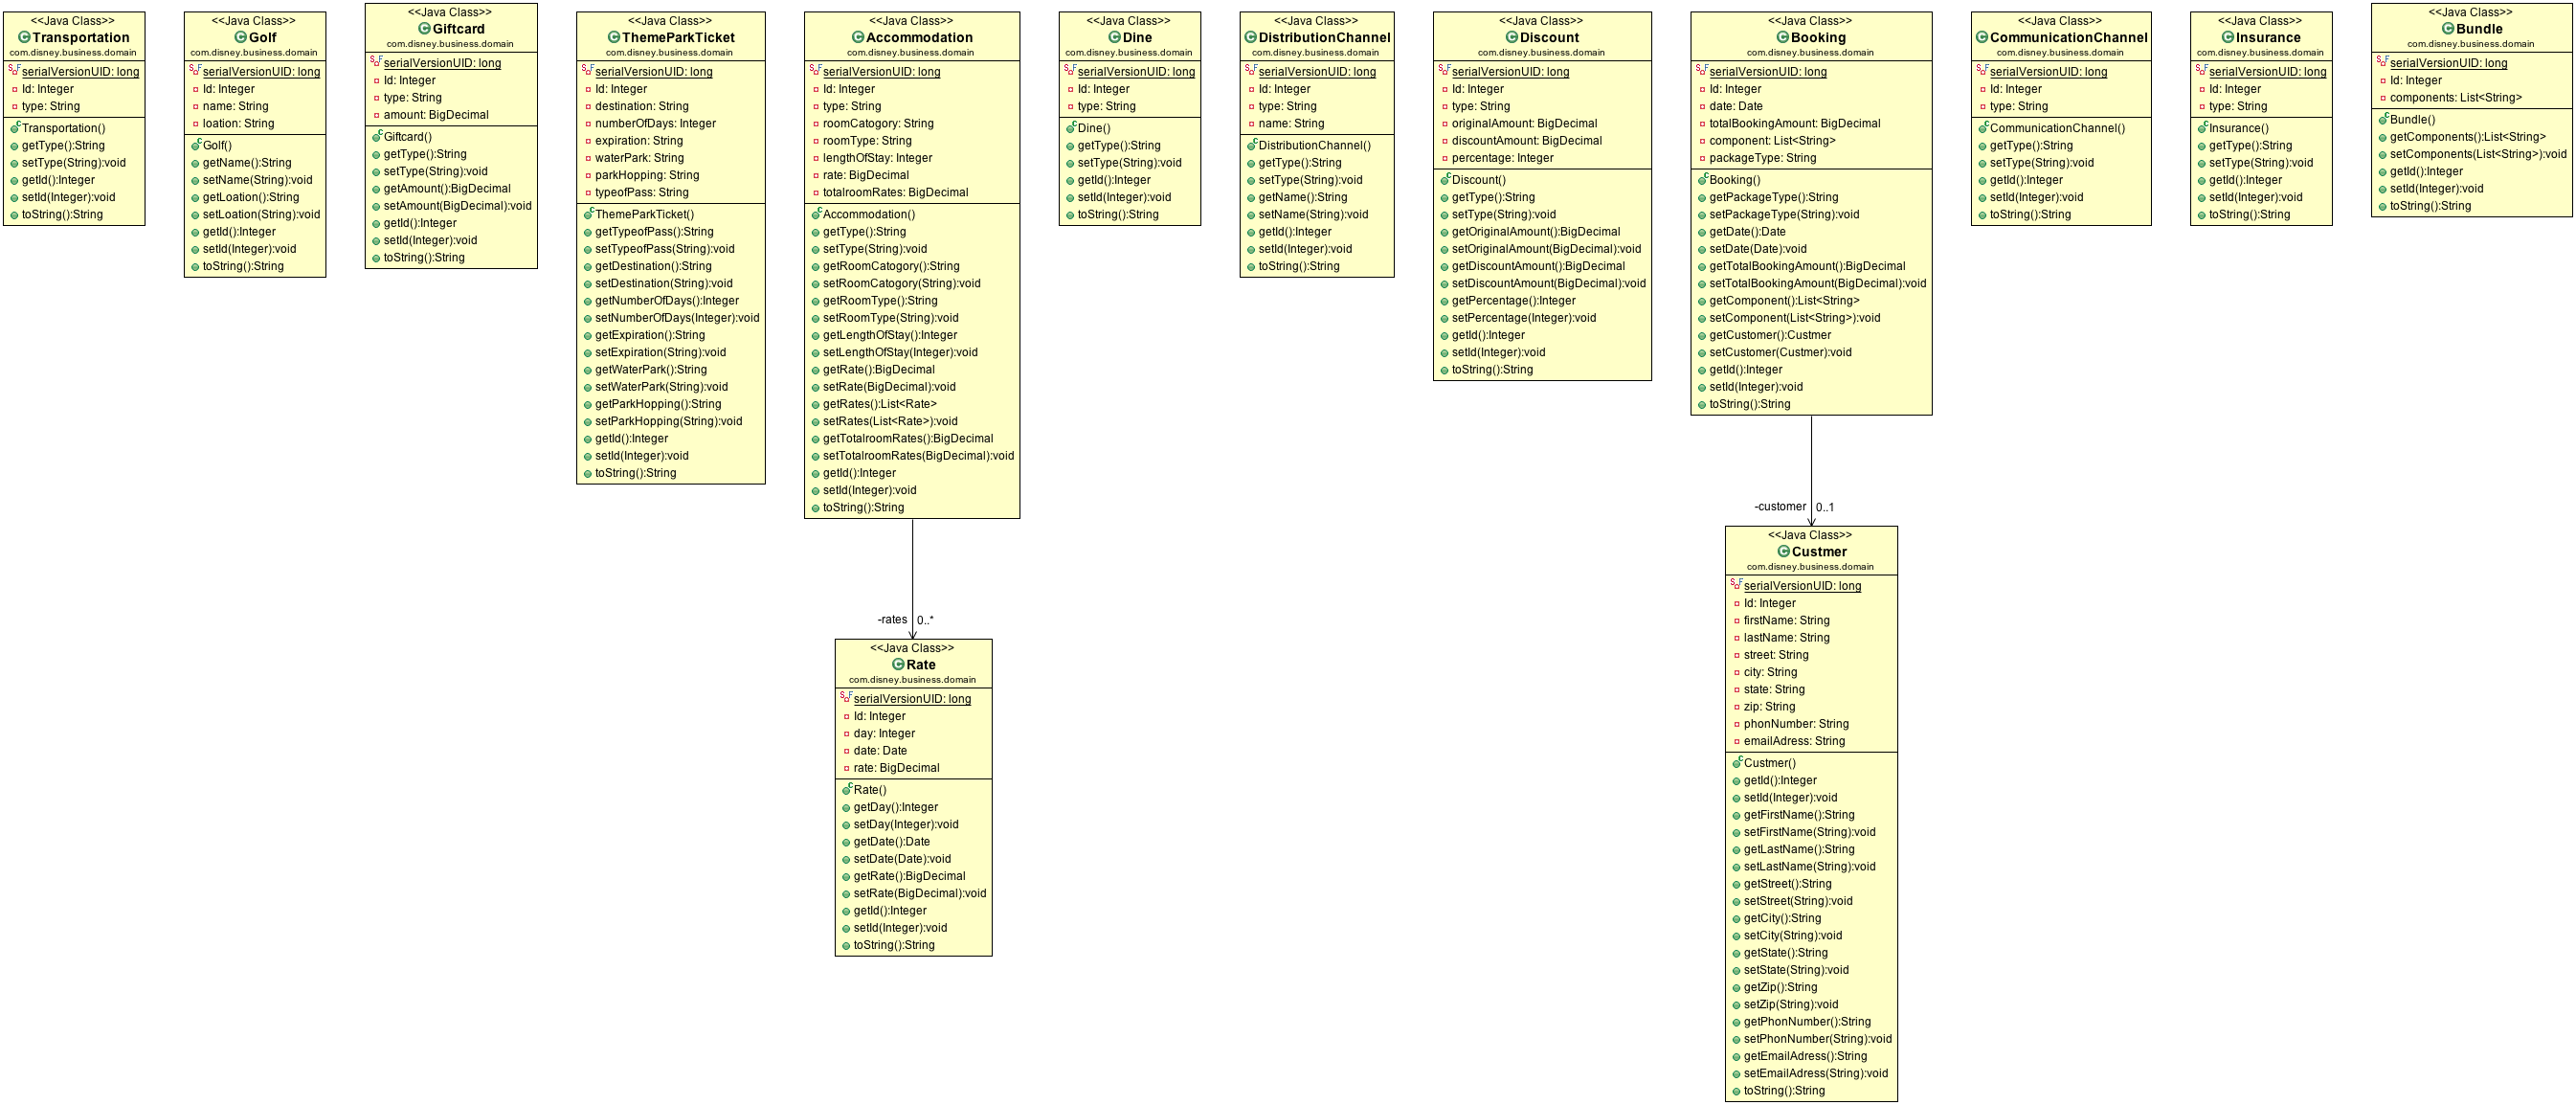 <<Java Class>>
Transportation
com.disney.business.domain
serialVersionUID: long
Id: Integer
type: String
Transportation()
getType():String
setType(String):void
getId():Integer
setId(Integer):void
toString():String
<<Java Class>>
Golf
com.disney.business.domain
serialVersionUID: long
Id: Integer
name: String
loation: String
Golf()
getName():String
setName(String):void
getLoation():String
setLoation(String):void
getId():Integer
setId(Integer):void
toString():String
<<Java Class>>
Giftcard
com.disney.business.domain
serialVersionUID: long
Id: Integer
type: String
amount: BigDecimal
Giftcard()
getType():String
setType(String):void
getAmount():BigDecimal
setAmount(BigDecimal):void
getId():Integer
setId(Integer):void
toString():String
<<Java Class>>
ThemeParkTicket
com.disney.business.domain
serialVersionUID: long
Id: Integer
destination: String
numberOfDays: Integer
expiration: String
waterPark: String
parkHopping: String
typeofPass: String
ThemeParkTicket()
getTypeofPass():String
setTypeofPass(String):void
getDestination():String
setDestination(String):void
getNumberOfDays():Integer
setNumberOfDays(Integer):void
getExpiration():String
setExpiration(String):void
getWaterPark():String
setWaterPark(String):void
getParkHopping():String
setParkHopping(String):void
getId():Integer
setId(Integer):void
toString():String
<<Java Class>>
Accommodation
com.disney.business.domain
serialVersionUID: long
Id: Integer
type: String
roomCatogory: String
roomType: String
lengthOfStay: Integer
rate: BigDecimal
totalroomRates: BigDecimal
Accommodation()
getType():String
setType(String):void
getRoomCatogory():String
setRoomCatogory(String):void
getRoomType():String
setRoomType(String):void
getLengthOfStay():Integer
setLengthOfStay(Integer):void
getRate():BigDecimal
setRate(BigDecimal):void
getRates():List<Rate>
setRates(List<Rate>):void
getTotalroomRates():BigDecimal
setTotalroomRates(BigDecimal):void
getId():Integer
setId(Integer):void
toString():String
-rates 0..*
<<Java Class>>
Rate
com.disney.business.domain
serialVersionUID: long
Id: Integer
day: Integer
date: Date
rate: BigDecimal
Rate()
getDay():Integer
setDay(Integer):void
getDate():Date
setDate(Date):void
getRate():BigDecimal
setRate(BigDecimal):void
getId():Integer
setId(Integer):void
toString():String
<<Java Class>>
Dine
com.disney.business.domain
serialVersionUID: long
Id: Integer
type: String
Dine()
getType():String
setType(String):void
getId():Integer
setId(Integer):void
toString():String
<<Java Class>>
DistributionChannel
com.disney.business.domain
serialVersionUID: long
Id: Integer
type: String
name: String
DistributionChannel()
getType():String
setType(String):void
getName():String
setName(String):void
getId():Integer
setId(Integer):void
toString():String
<<Java Class>>
Discount
com.disney.business.domain
serialVersionUID: long
Id: Integer
type: String
originalAmount: BigDecimal
discountAmount: BigDecimal
percentage: Integer
Discount()
getType():String
setType(String):void
getOriginalAmount():BigDecimal
setOriginalAmount(BigDecimal):void
getDiscountAmount():BigDecimal
setDiscountAmount(BigDecimal):void
getPercentage():Integer
setPercentage(Integer):void
getId():Integer
setId(Integer):void
toString():String
<<Java Class>>
Booking
com.disney.business.domain
serialVersionUID: long
Id: Integer
date: Date
totalBookingAmount: BigDecimal
component: List<String>
packageType: String
Booking()
getPackageType():String
setPackageType(String):void
getDate():Date
setDate(Date):void
getTotalBookingAmount():BigDecimal
setTotalBookingAmount(BigDecimal):void
getComponent():List<String>
setComponent(List<String>):void
getCustomer():Custmer
setCustomer(Custmer):void
getId():Integer
setId(Integer):void
toString():String
-customer 0..1
<<Java Class>>
Custmer
com.disney.business.domain
serialVersionUID: long
Id: Integer
firstName: String
lastName: String
street: String
city: String
state: String
zip: String
phonNumber: String
emailAdress: String
Custmer()
getId():Integer
setId(Integer):void
getFirstName():String
setFirstName(String):void
getLastName():String
setLastName(String):void
getStreet():String
setStreet(String):void
getCity():String
setCity(String):void
getState():String
setState(String):void
getZip():String
setZip(String):void
getPhonNumber():String
setPhonNumber(String):void
getEmailAdress():String
setEmailAdress(String):void
toString():String
<<Java Class>>
CommunicationChannel
com.disney.business.domain
serialVersionUID: long
Id: Integer
type: String
CommunicationChannel()
getType():String
setType(String):void
getId():Integer
setId(Integer):void
toString():String
<<Java Class>>
Insurance
com.disney.business.domain
serialVersionUID: long
Id: Integer
type: String
Insurance()
getType():String
setType(String):void
getId():Integer
setId(Integer):void
toString():String
<<Java Class>>
Bundle
com.disney.business.domain
serialVersionUID: long
Id: Integer
components: List<String>
Bundle()
getComponents():List<String>
setComponents(List<String>):void
getId():Integer
setId(Integer):void
toString():String